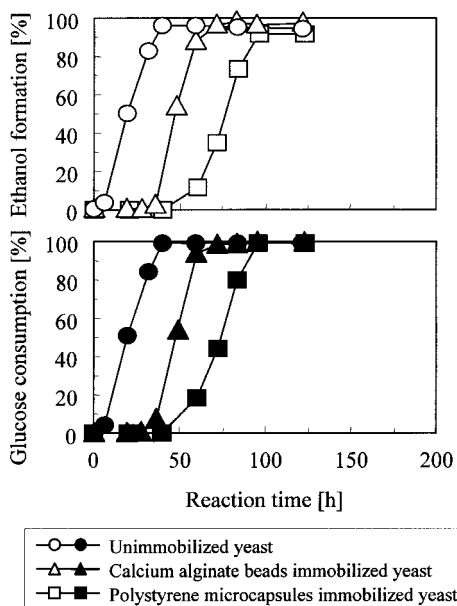 Ethanol formation [%]
100
80
60
40
20
0
Glucose consumption [%]
100
80
60
40
20
0
0 50 100 150 200
Reaction time [h]
Unimmobilized yeast
Calcium alginate beads immobilized yeast
Polystyrene microcapsules immobilized yeast